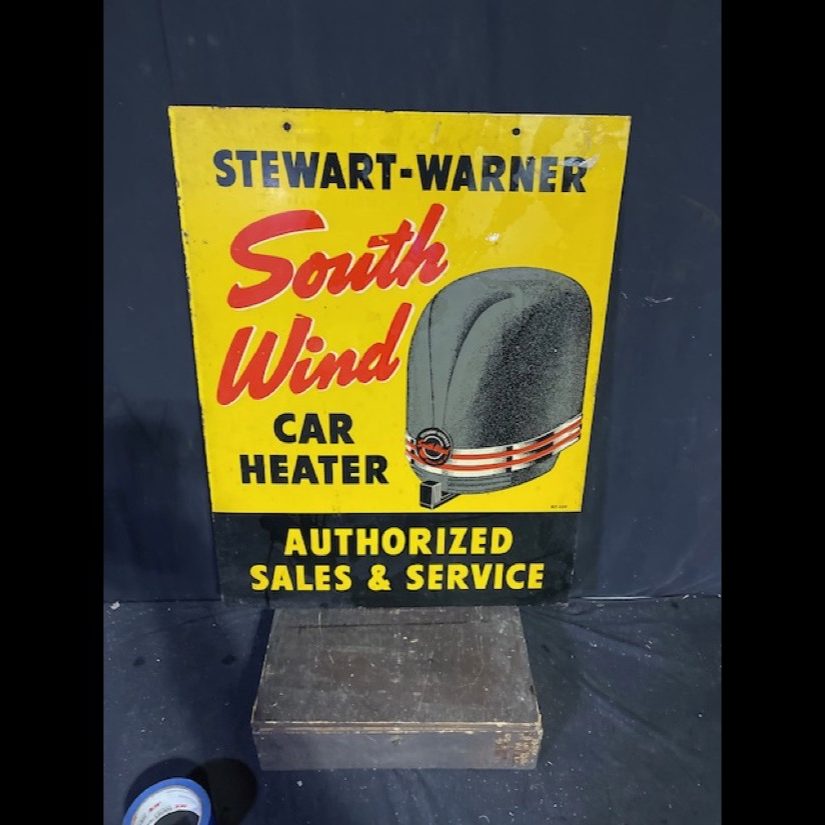 STEWART-WARNER
South
Wind
CAR
HEATER
AUTHORIZED
SALES & SERVICE